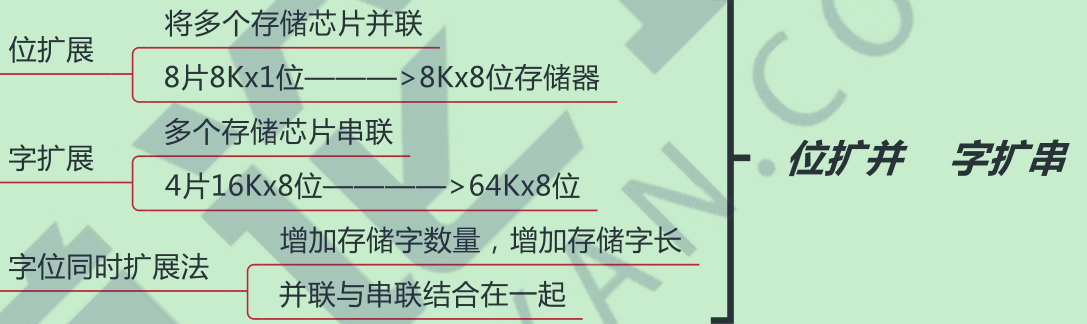 位扩展
将多个存储芯片并联
8片8Kx1位————>8Kx8位存储器
字扩展
多个存储芯片串联
4片16Kx8位————>64Kx8位
字位同时扩展法
增加存储字数量，增加存储字长
并联与串联结合在一起
位扩并 字扩串